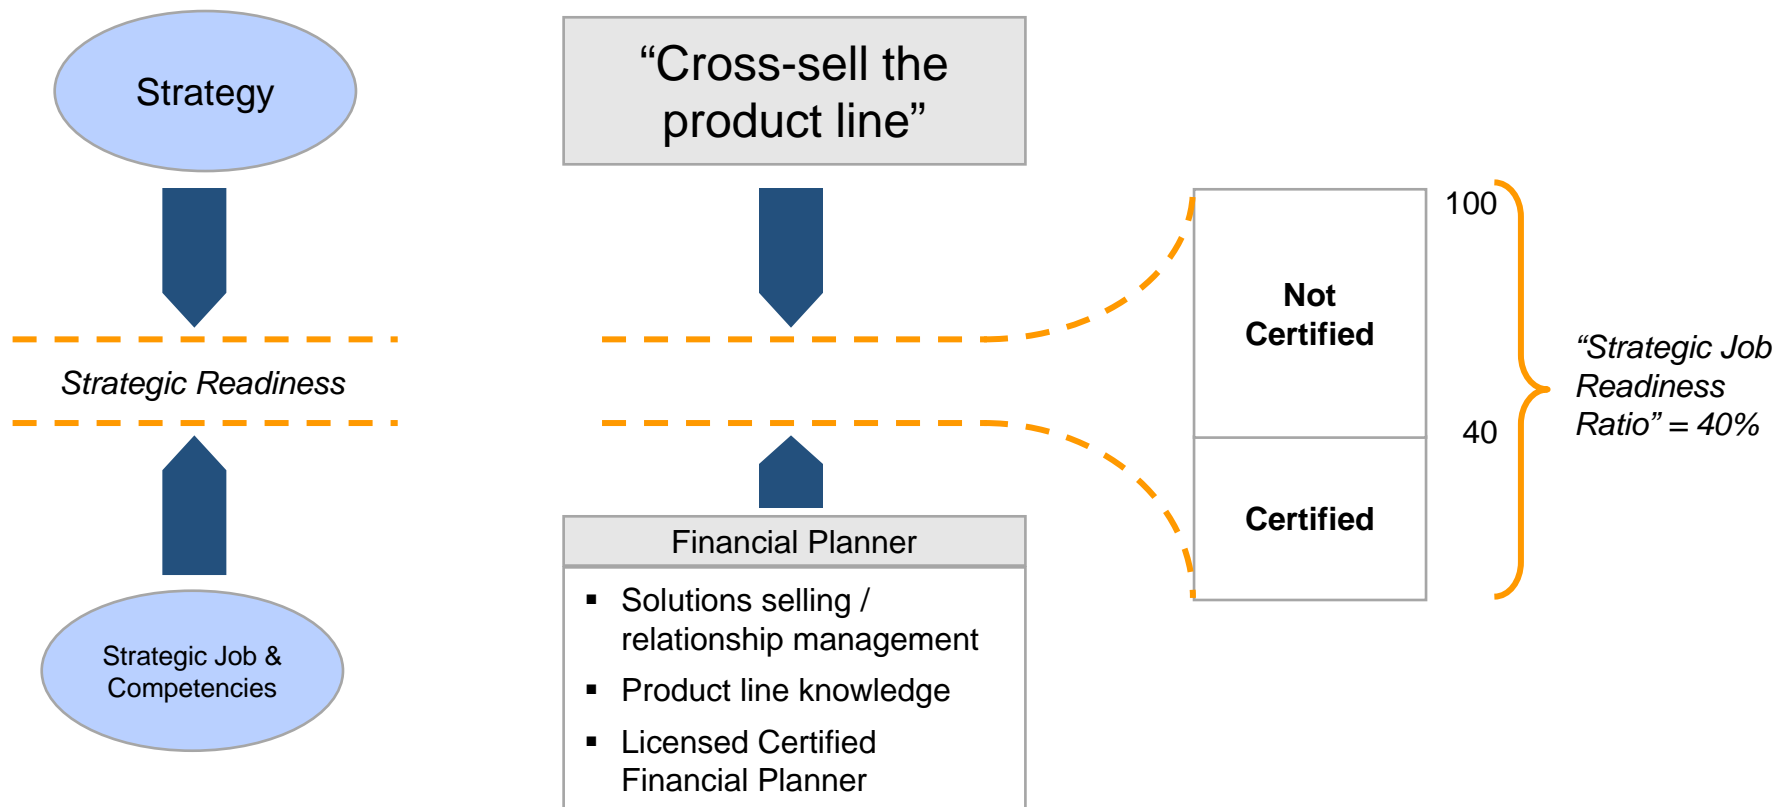 Strategy
“Cross-sell the
product line”
100
Not
Certified
“Strategic Job
Readiness
Ratio” = 40%
Strategic Readiness
40
Certified
Financial Planner
▪ Solutions selling /
relationship management
▪ Product line knowledge
▪ Licensed Certified
Financial Planner
Strategic Job &
Competencies